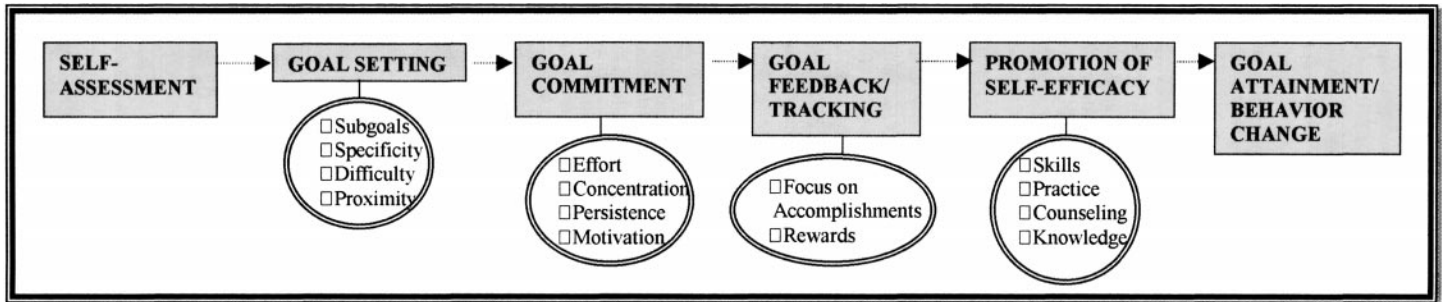 SELF-
ASSESSMENT
GOAL SETTING
□Subgoals
□Specificity
□Difficulty
□Proximity
GOAL
COMMITMENT
□Effort
□Concentration
□Persistence
□Motivation
GOAL
FEEDBACK/
TRACKING
□Focus on
Accomplishments
□Rewards
PROMOTION OF
SELF-EFFICACY
□Skills
□Practice
□Counseling
□Knowledge
GOAL
ATTAINMENT/
BEHAVIOR
CHANGE